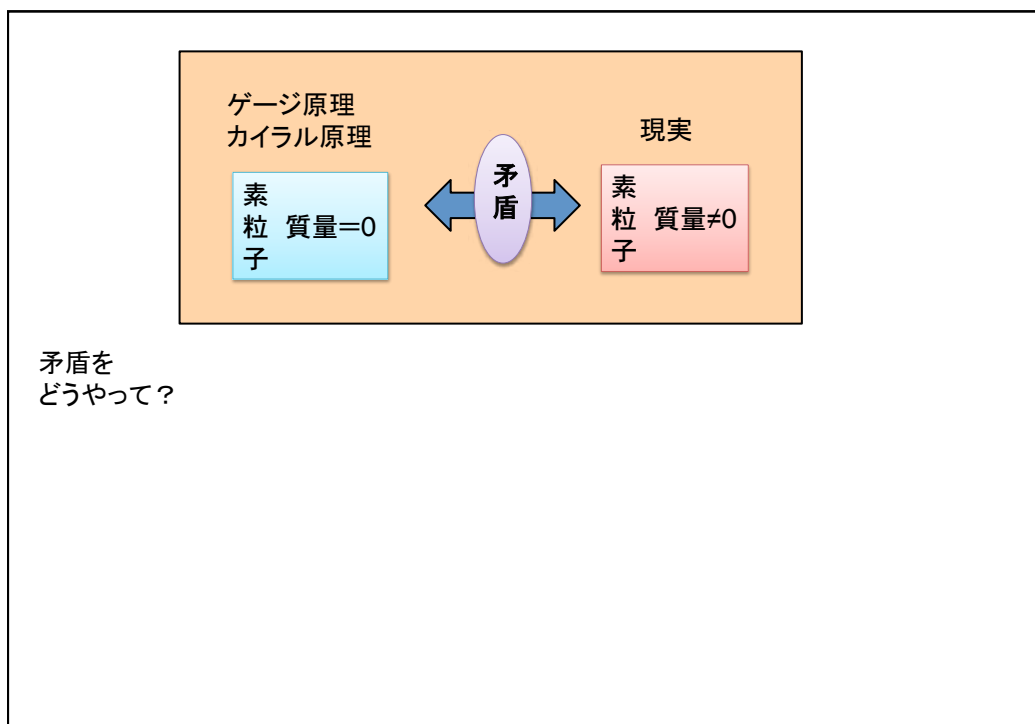 ゲージ原理
カイラル原理
素粒子 質量＝0
矛盾
現実
素粒子 質量≠0
矛盾を
どうやって？